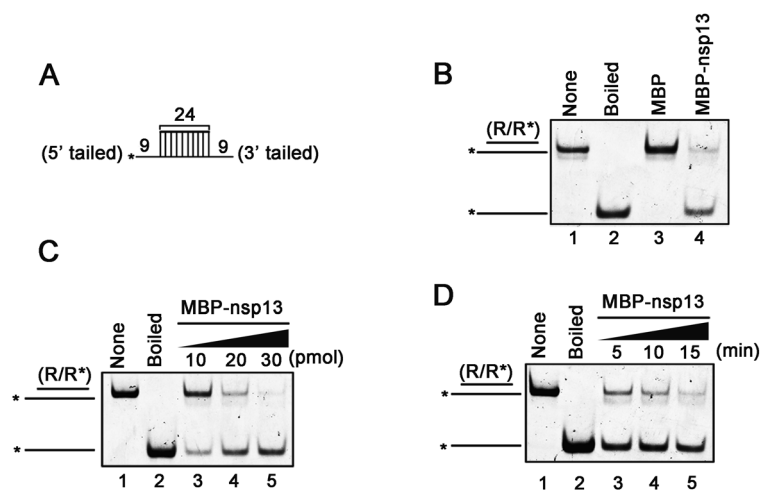 A
24
9 9
(5' tailed) * (3' tailed)
B
None
Boiled
MBP
MBP-nsp13
(R/R*)
*
*
1 2 3 4
C
MBP-nsp13
None
Boiled
10 20 30 (pmol)
(R/R*)
*
*
1 2 3 4 5
D
MBP-nsp13
None
Boiled
5 10 15 (min)
(R/R*)
*
*
1 2 3 4 5